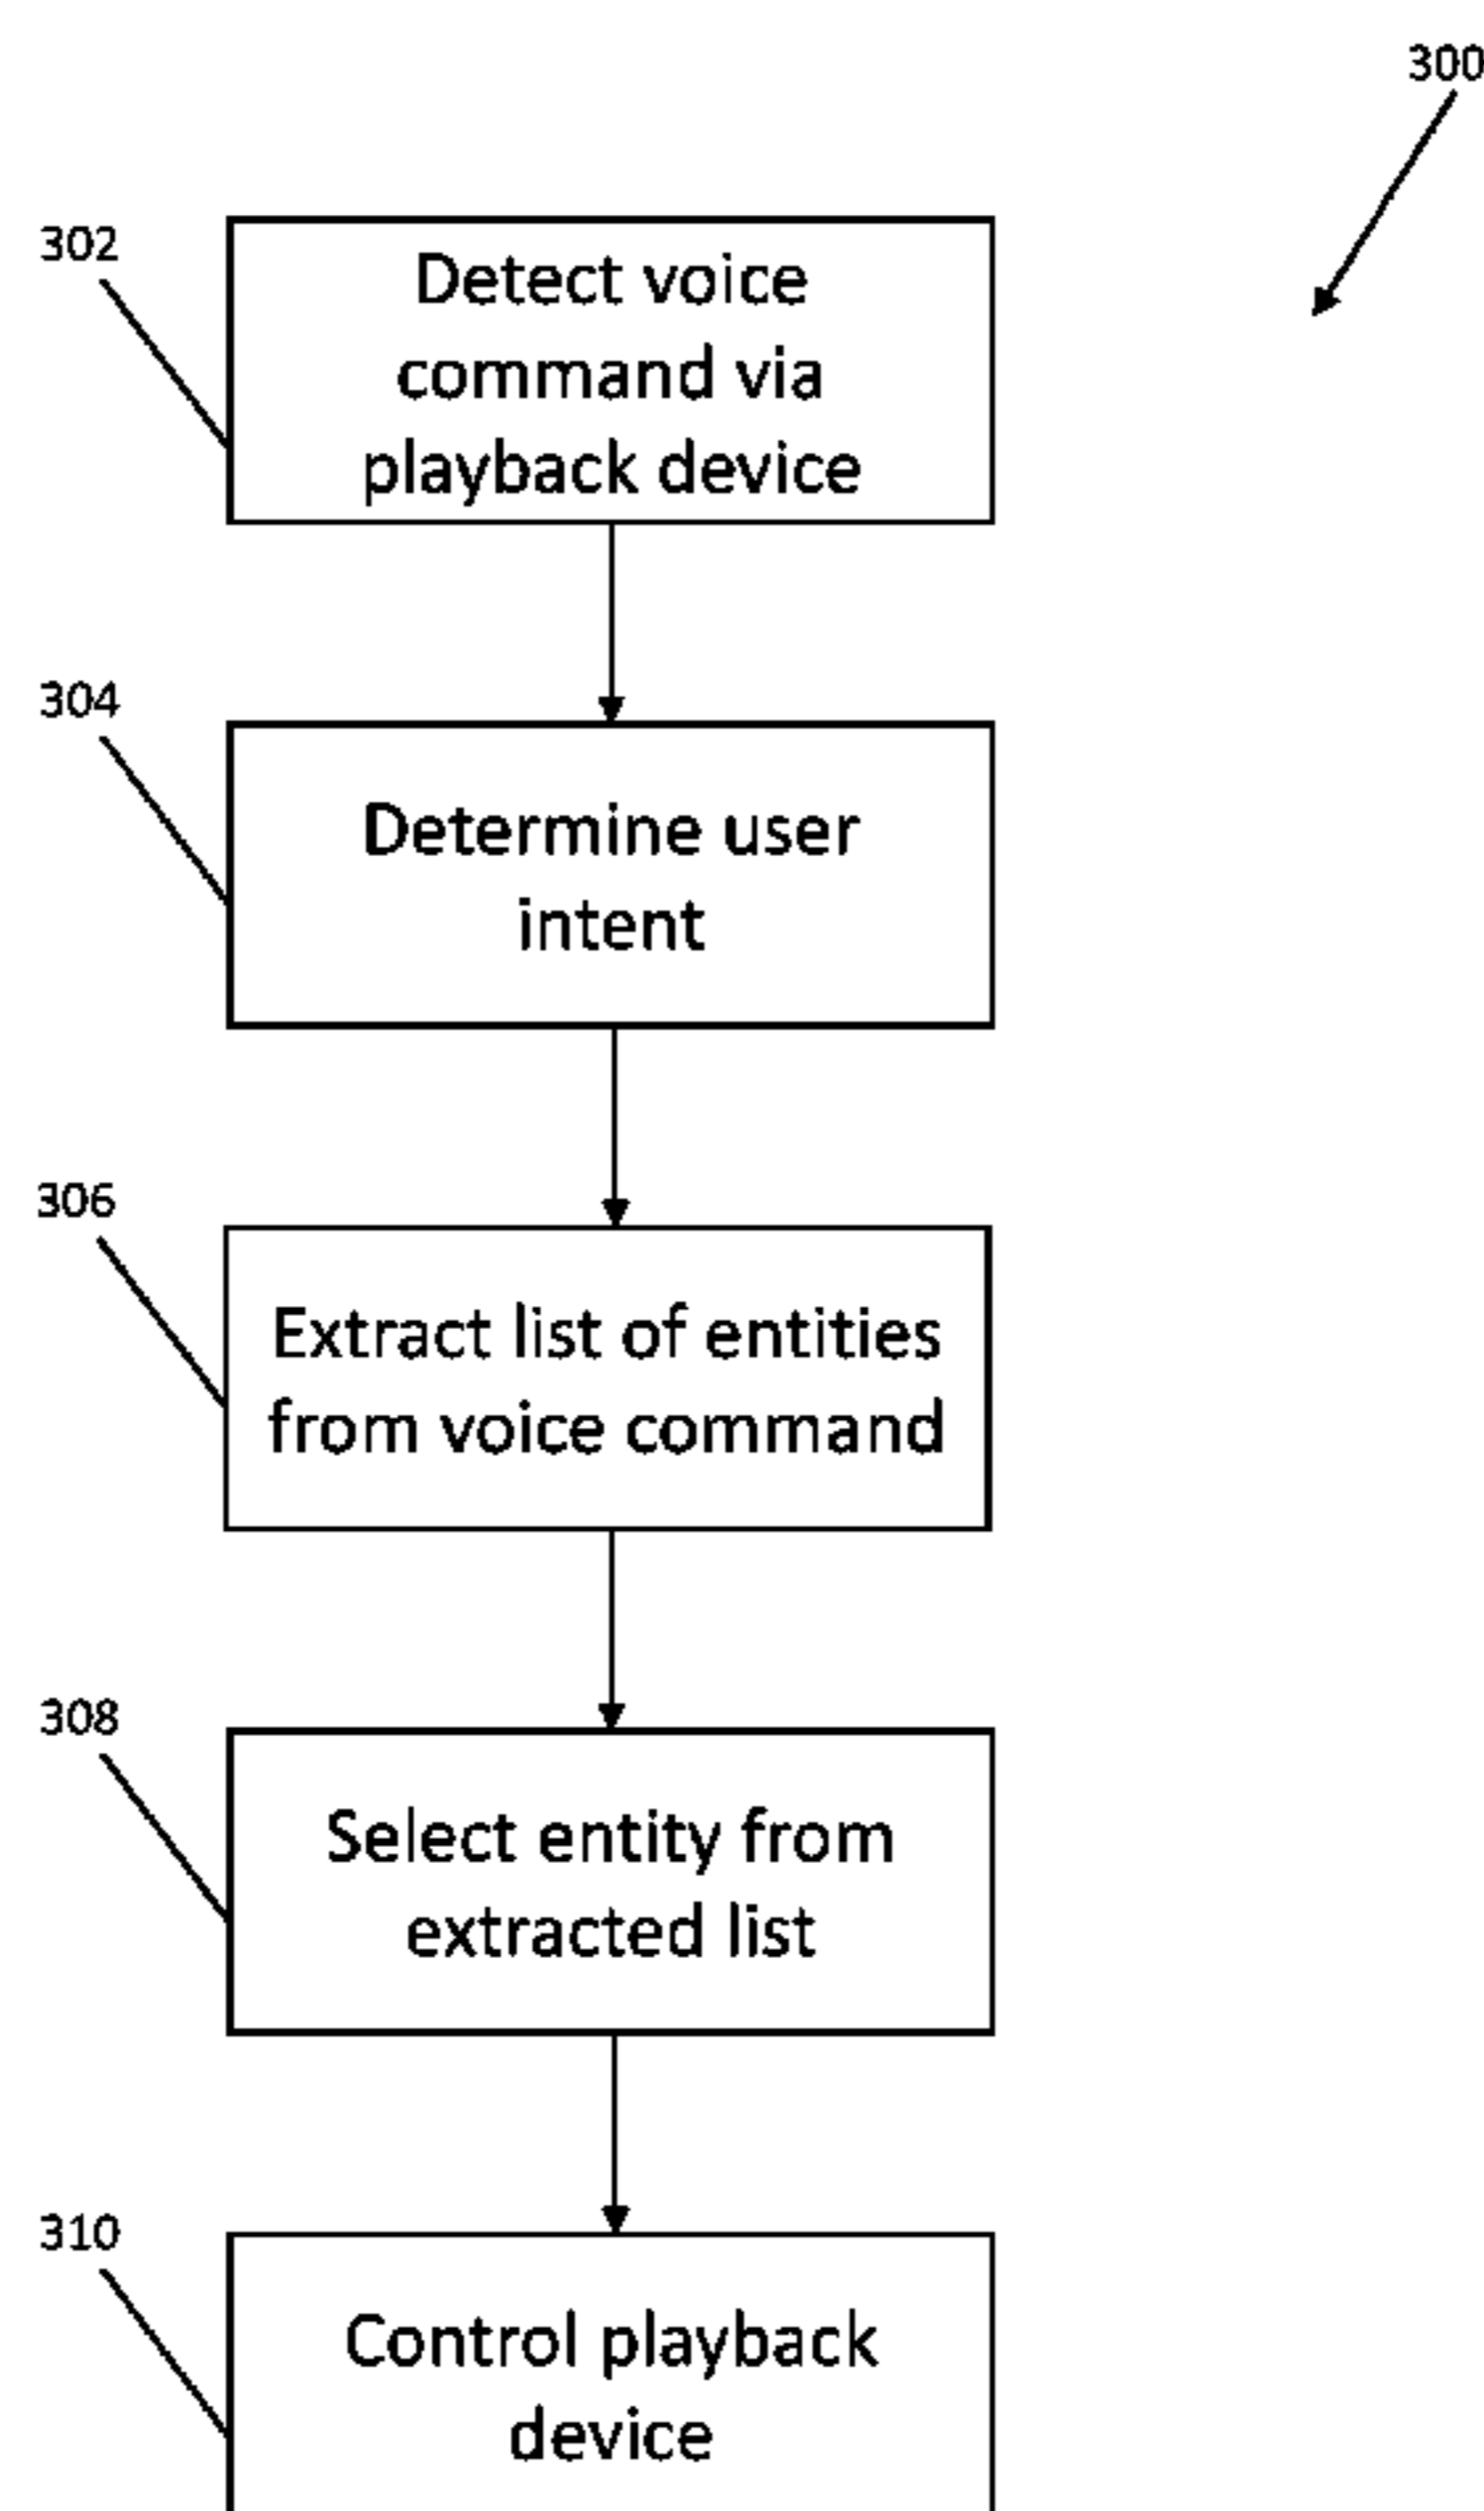 300
302
Detect voice
command via
playback device
304
Determine user
intent
306
Extract list of entities
from voice command
308
Select entity from
extracted list
310
Control playback
device